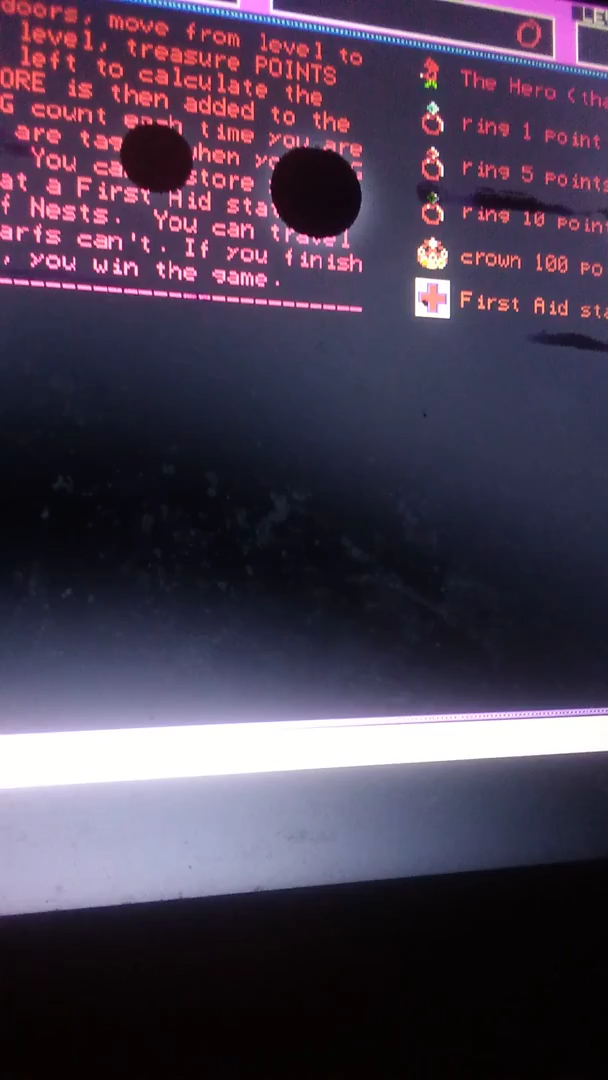 doors, move from level to
level, treasure POINTS
left to calculate the
ORE is then added to the
G count each time you are
are ta when yo
You ca store
at a First Aid sta
f Nests. You can travel
arfs can't. If you finish
, you win the game.
The Hero (th
ring 1 point
ring 5 points
ring 10 poin
crown 100 po
First Aid sta